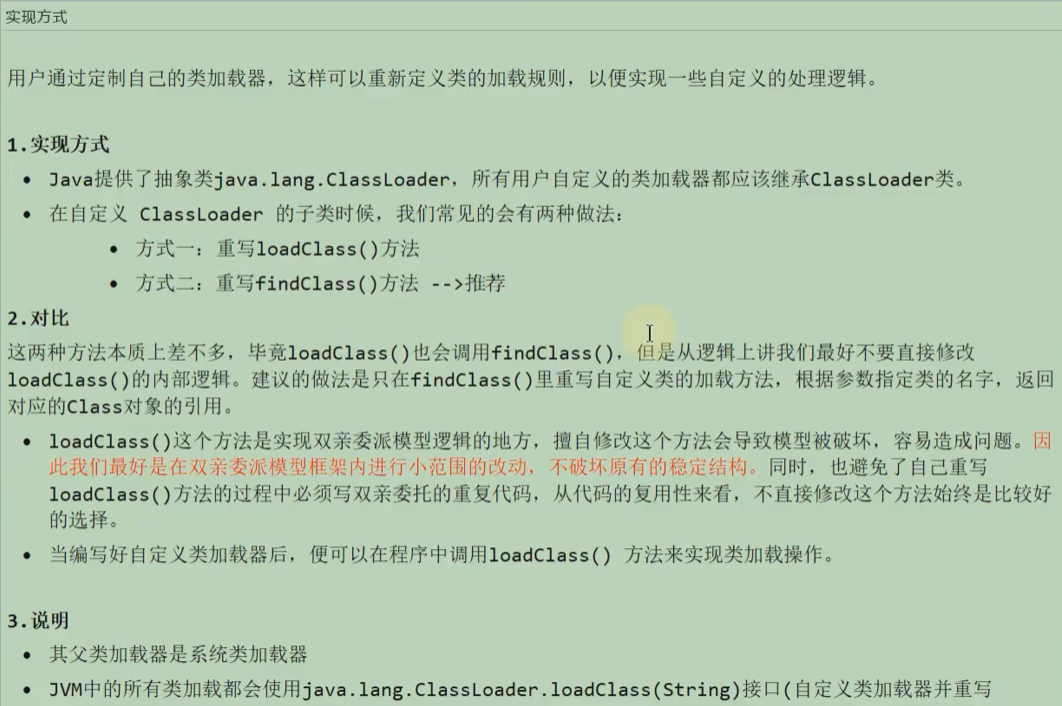 实现方式
用户通过定制自己的类加载器，这样可以重新定义类的加载规则，以便实现一些自定义的处理逻辑。
1.实现方式
• Java提供了抽象类java.lang.ClassLoader，所有用户自定义的类加载器都应该继承ClassLoader类。
• 在自定义 ClassLoader 的子类时候，我们常见的会有两种做法：
• 方式一：重写loadClass()方法
• 方式二：重写findClass()方法 -->推荐
2.对比
这两种方法本质上差不多，毕竟loadClass()也会调用findClass()，但是从逻辑上讲我们最好不要直接修改
loadClass()的内部逻辑。建议的做法是只在findClass()里重写自定义类的加载方法，根据参数指定类的名字，返回
对应的Class对象的引用。
• loadClass()这个方法是实现双亲委派模型逻辑的地方，擅自修改这个方法会导致模型被破坏，容易造成问题。因
此我们最好是在双亲委派模型框架内进行小范围的改动，不破坏原有的稳定结构。同时，也避免了自己重写
loadClass()方法的过程中必须写双亲委托的重复代码，从代码的复用性来看，不直接修改这个方法始终是比较好
的选择。
• 当编写好自定义类加载器后，便可以在程序中调用loadClass() 方法来实现类加载操作。
3.说明
• 其父类加载器是系统类加载器
• JVM中的所有类加载都会使用java.lang.ClassLoader.loadClass(String)接口(自定义类加载器并重写